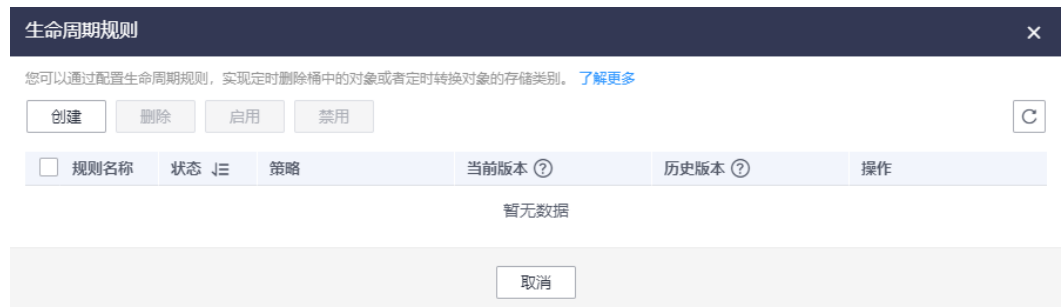 生命周期规则
您可以通过配置生命周期规则，实现定时删除桶中的对象或者定时转换对象的存储类别。 了解更多
创建 删除 启用 禁用
规则名称 状态 策略 当前版本 历史版本 操作
暂无数据
取消